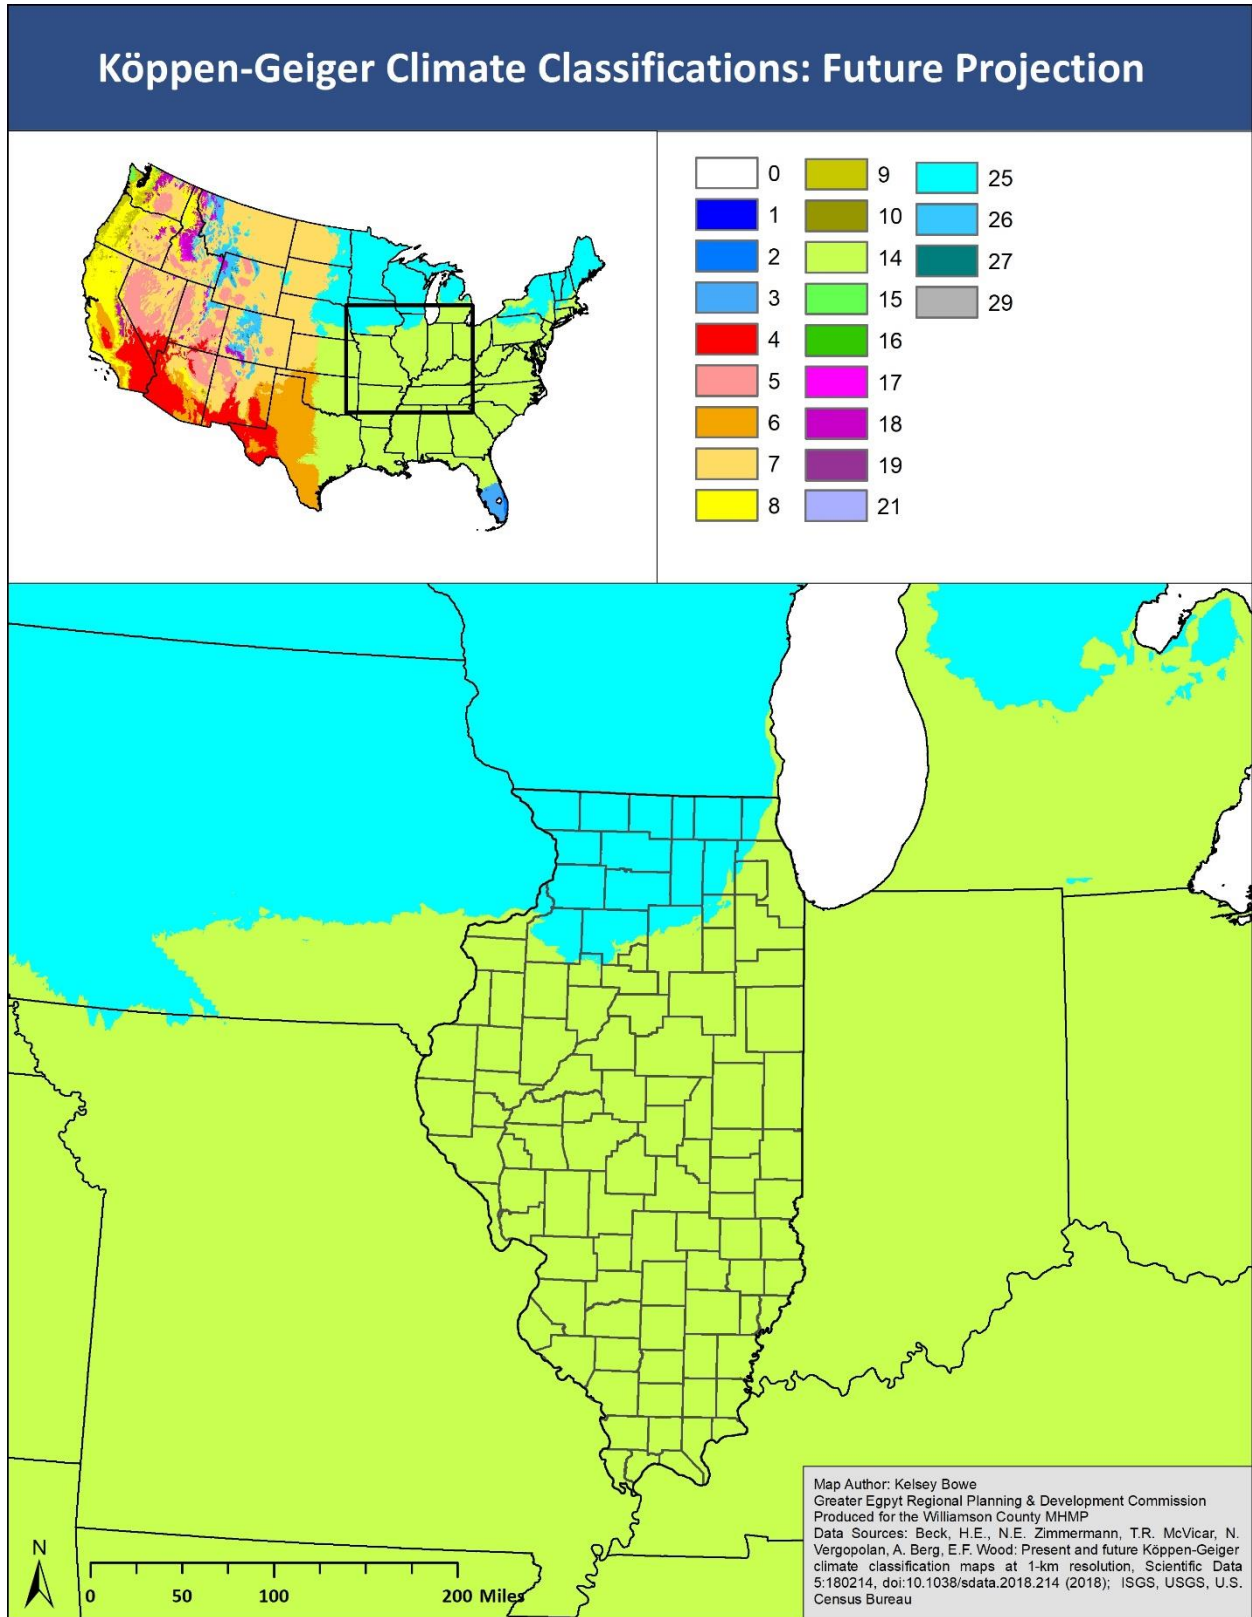 Köppen-Geiger Climate Classifications: Future Projection
0
1
2
3
4
5
6
7
8
9
10
14
15
16
17
18
19
21
25
26
27
29
N
0 50 100 200 Miles
Map Author: Kelsey Bowe
Greater Egpyt Regional Planning & Development Commission
Produced for the Williamson County MHMP
Data Sources: Beck, H.E., N.E. Zimmermann, T.R. McVicar, N.
Vergopolan, A. Berg, E.F. Wood: Present and future Köppen-Geiger
climate classification maps at 1-km resolution, Scientific Data
5:180214, doi:10.1038/sdata.2018.214 (2018); ISGS, USGS, U.S.
Census Bureau